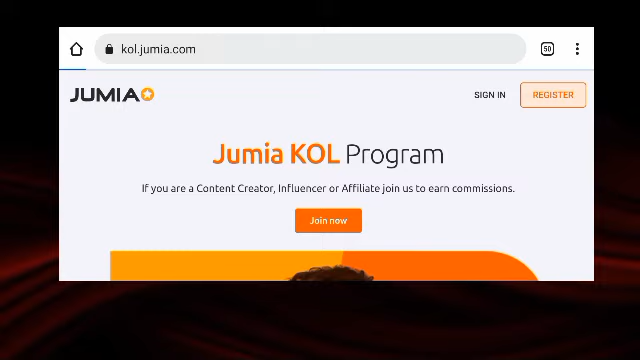 kol.jumia.com
50
JUMIA
SIGN IN
REGISTER
Jumia KOL Program
If you are a Content Creator, Influencer or Affiliate join us to earn commissions.
Join now